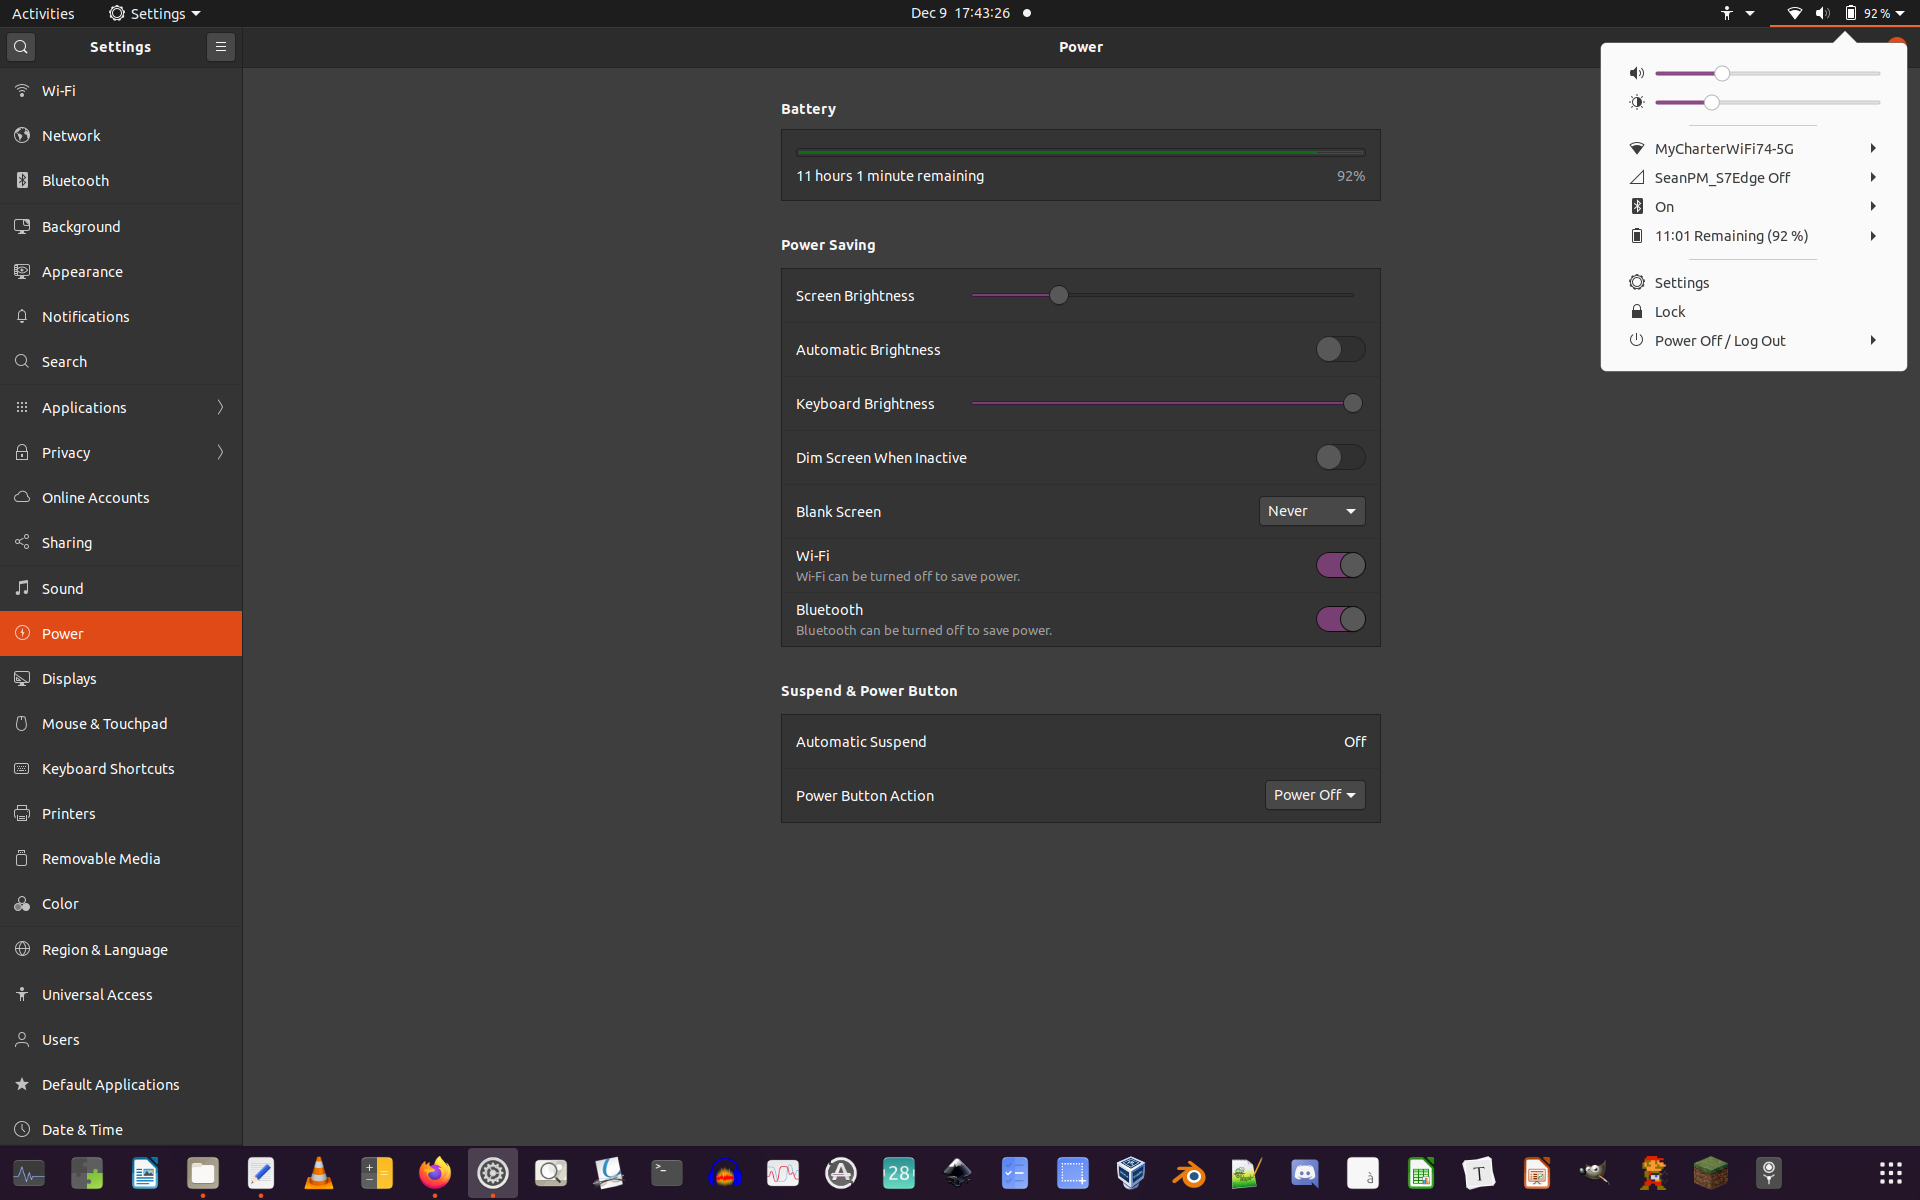 Activities
Settings
Dec 9 17:43:26
92 %
Settings
Power
Wi-Fi
Network
Bluetooth
Background
Appearance
Notifications
Search
Applications
Privacy
Online Accounts
Sharing
Sound
Power
Displays
Mouse & Touchpad
Keyboard Shortcuts
Printers
Removable Media
Color
Region & Language
Universal Access
Users
Default Applications
Date & Time
Battery
11 hours 1 minute remaining
92%
Power Saving
Screen Brightness
Automatic Brightness
Keyboard Brightness
Dim Screen When Inactive
Blank Screen
Never
Wi-Fi
Wi-Fi can be turned off to save power.
Bluetooth
Bluetooth can be turned off to save power.
Suspend & Power Button
Automatic Suspend
Off
Power Button Action
Power Off
MyCharterWiFi74-5G
SeanPM_S7Edge Off
On
11:01 Remaining (92 %)
Settings
Lock
Power Off / Log Out
28
à
T